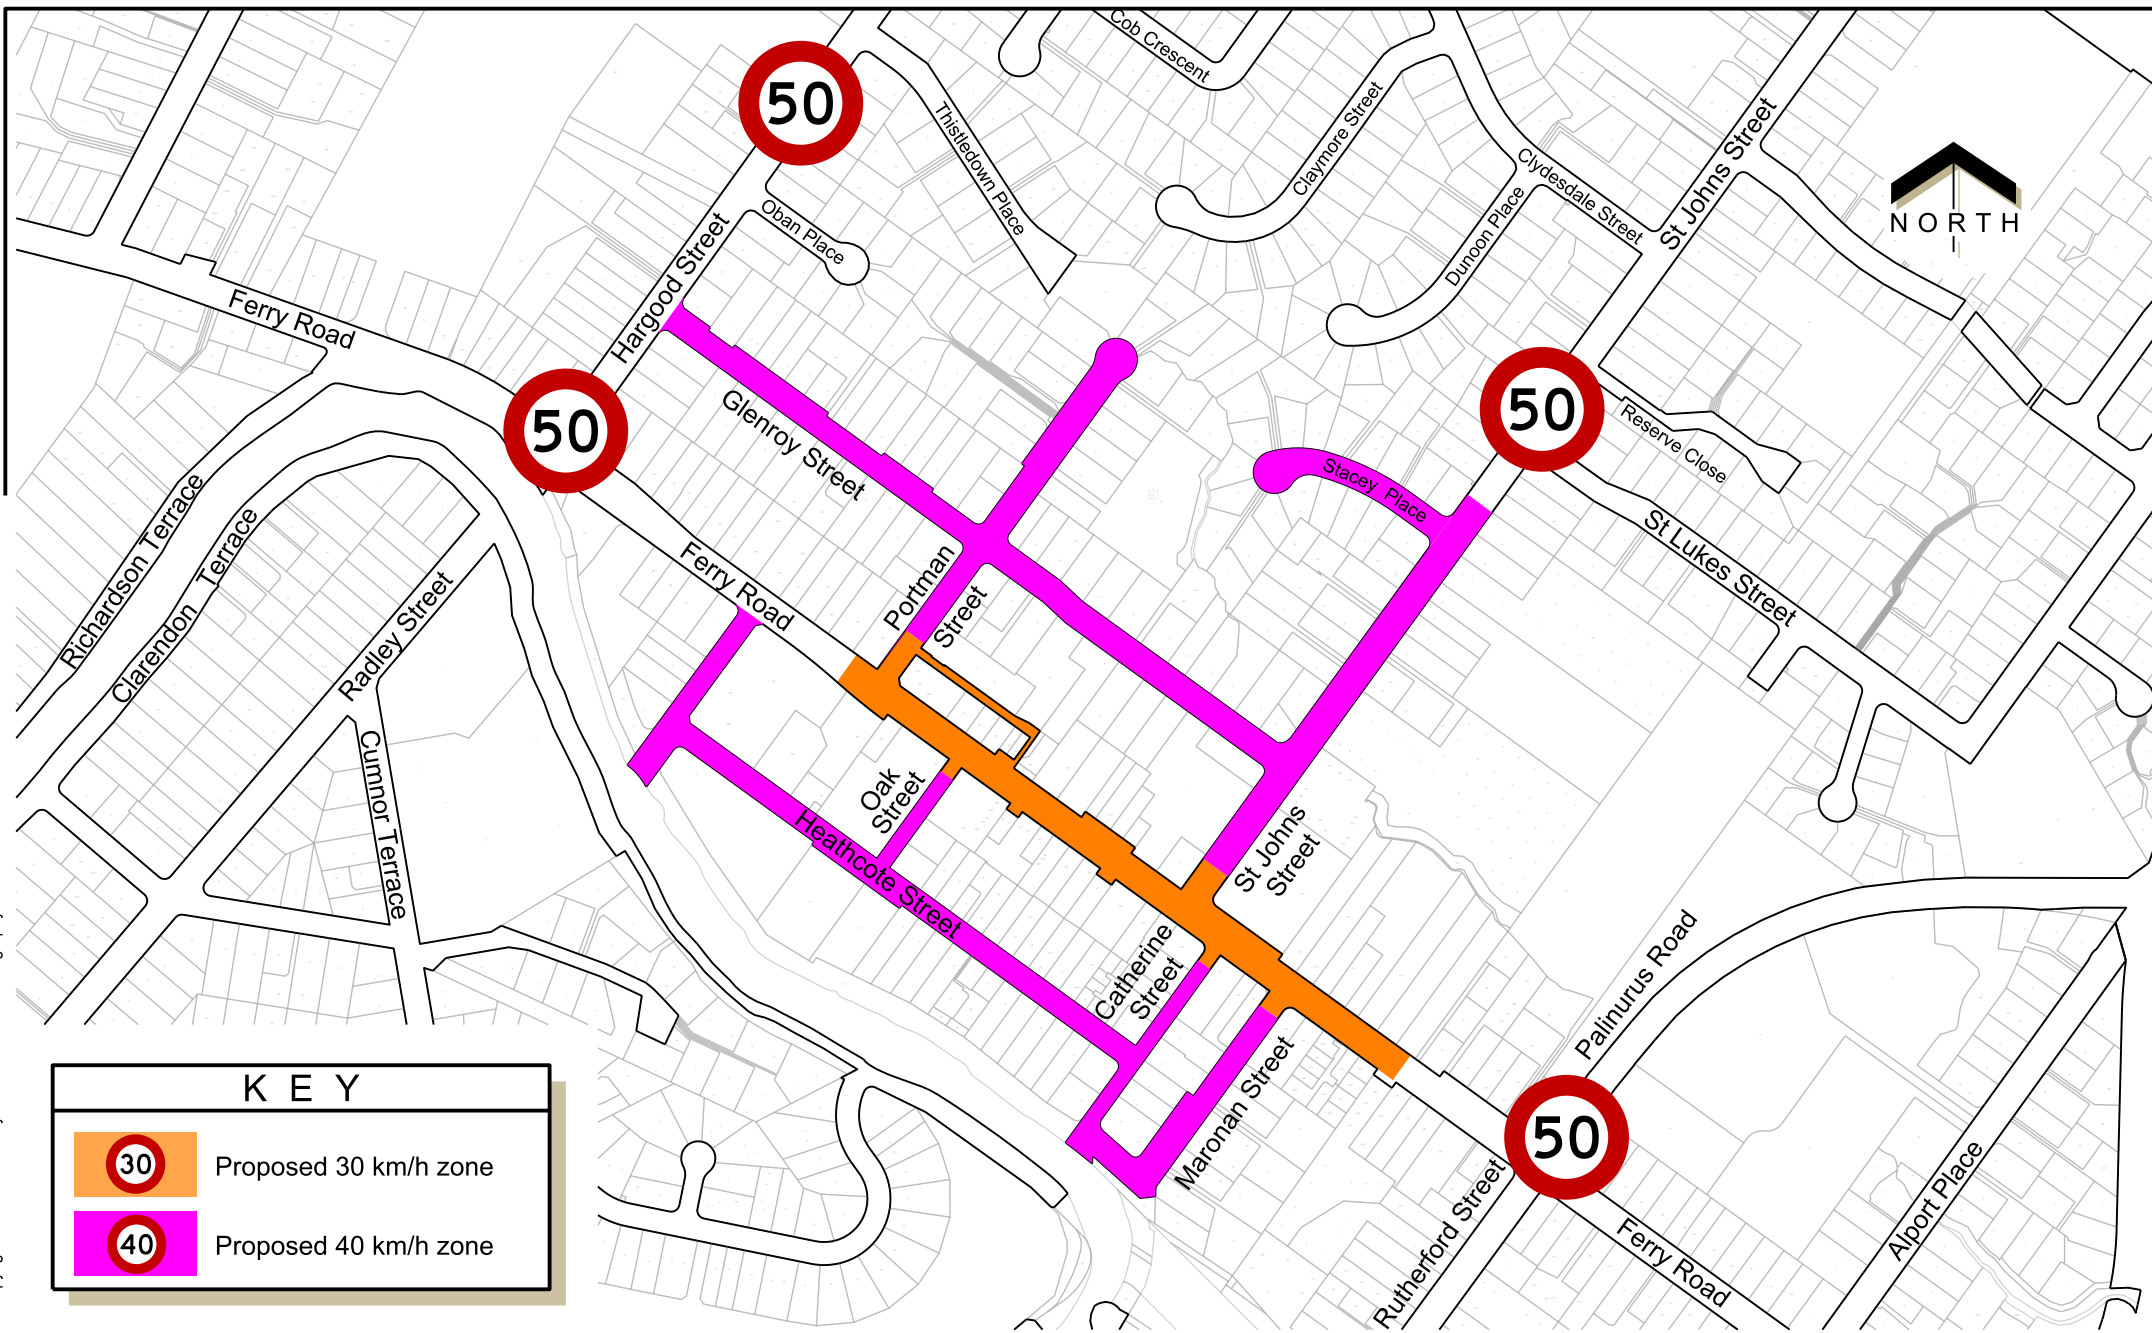 Cob Crescent
50
Thistledown Place
Claymore Street
Clydesdale Street
St Johns Street
NORTH
Oban Place
Dunoon Place
Hargood Street
Ferry Road
50
Glenroy Street
50
Reserve Close
Stacey Place
St Lukes Street
Richardson Terrace
Clarendon Terrace
Radley Street
Ferry Road
Portman
Street
Cumnor Terrace
Oak
Street
Heathcote Street
St Johns
Street
Catherine
Street
Palinurus Road
Maronan Street
50
Rutherford Street
Ferry Road
Alport Place
KEY
30 Proposed 30 km/h zone
40 Proposed 40 km/h zone